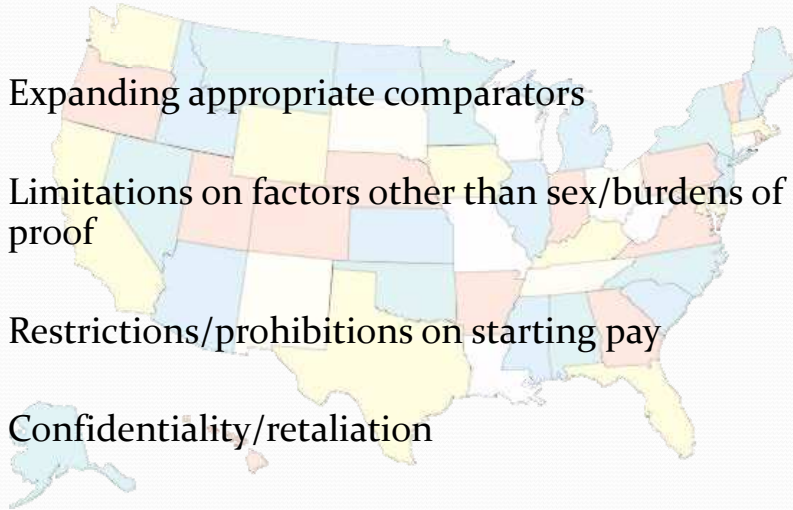 Expanding appropriate comparators
Limitations on factors other than sex/burdens of
proof
Restrictions/prohibitions on starting pay
Confidentiality/retaliation